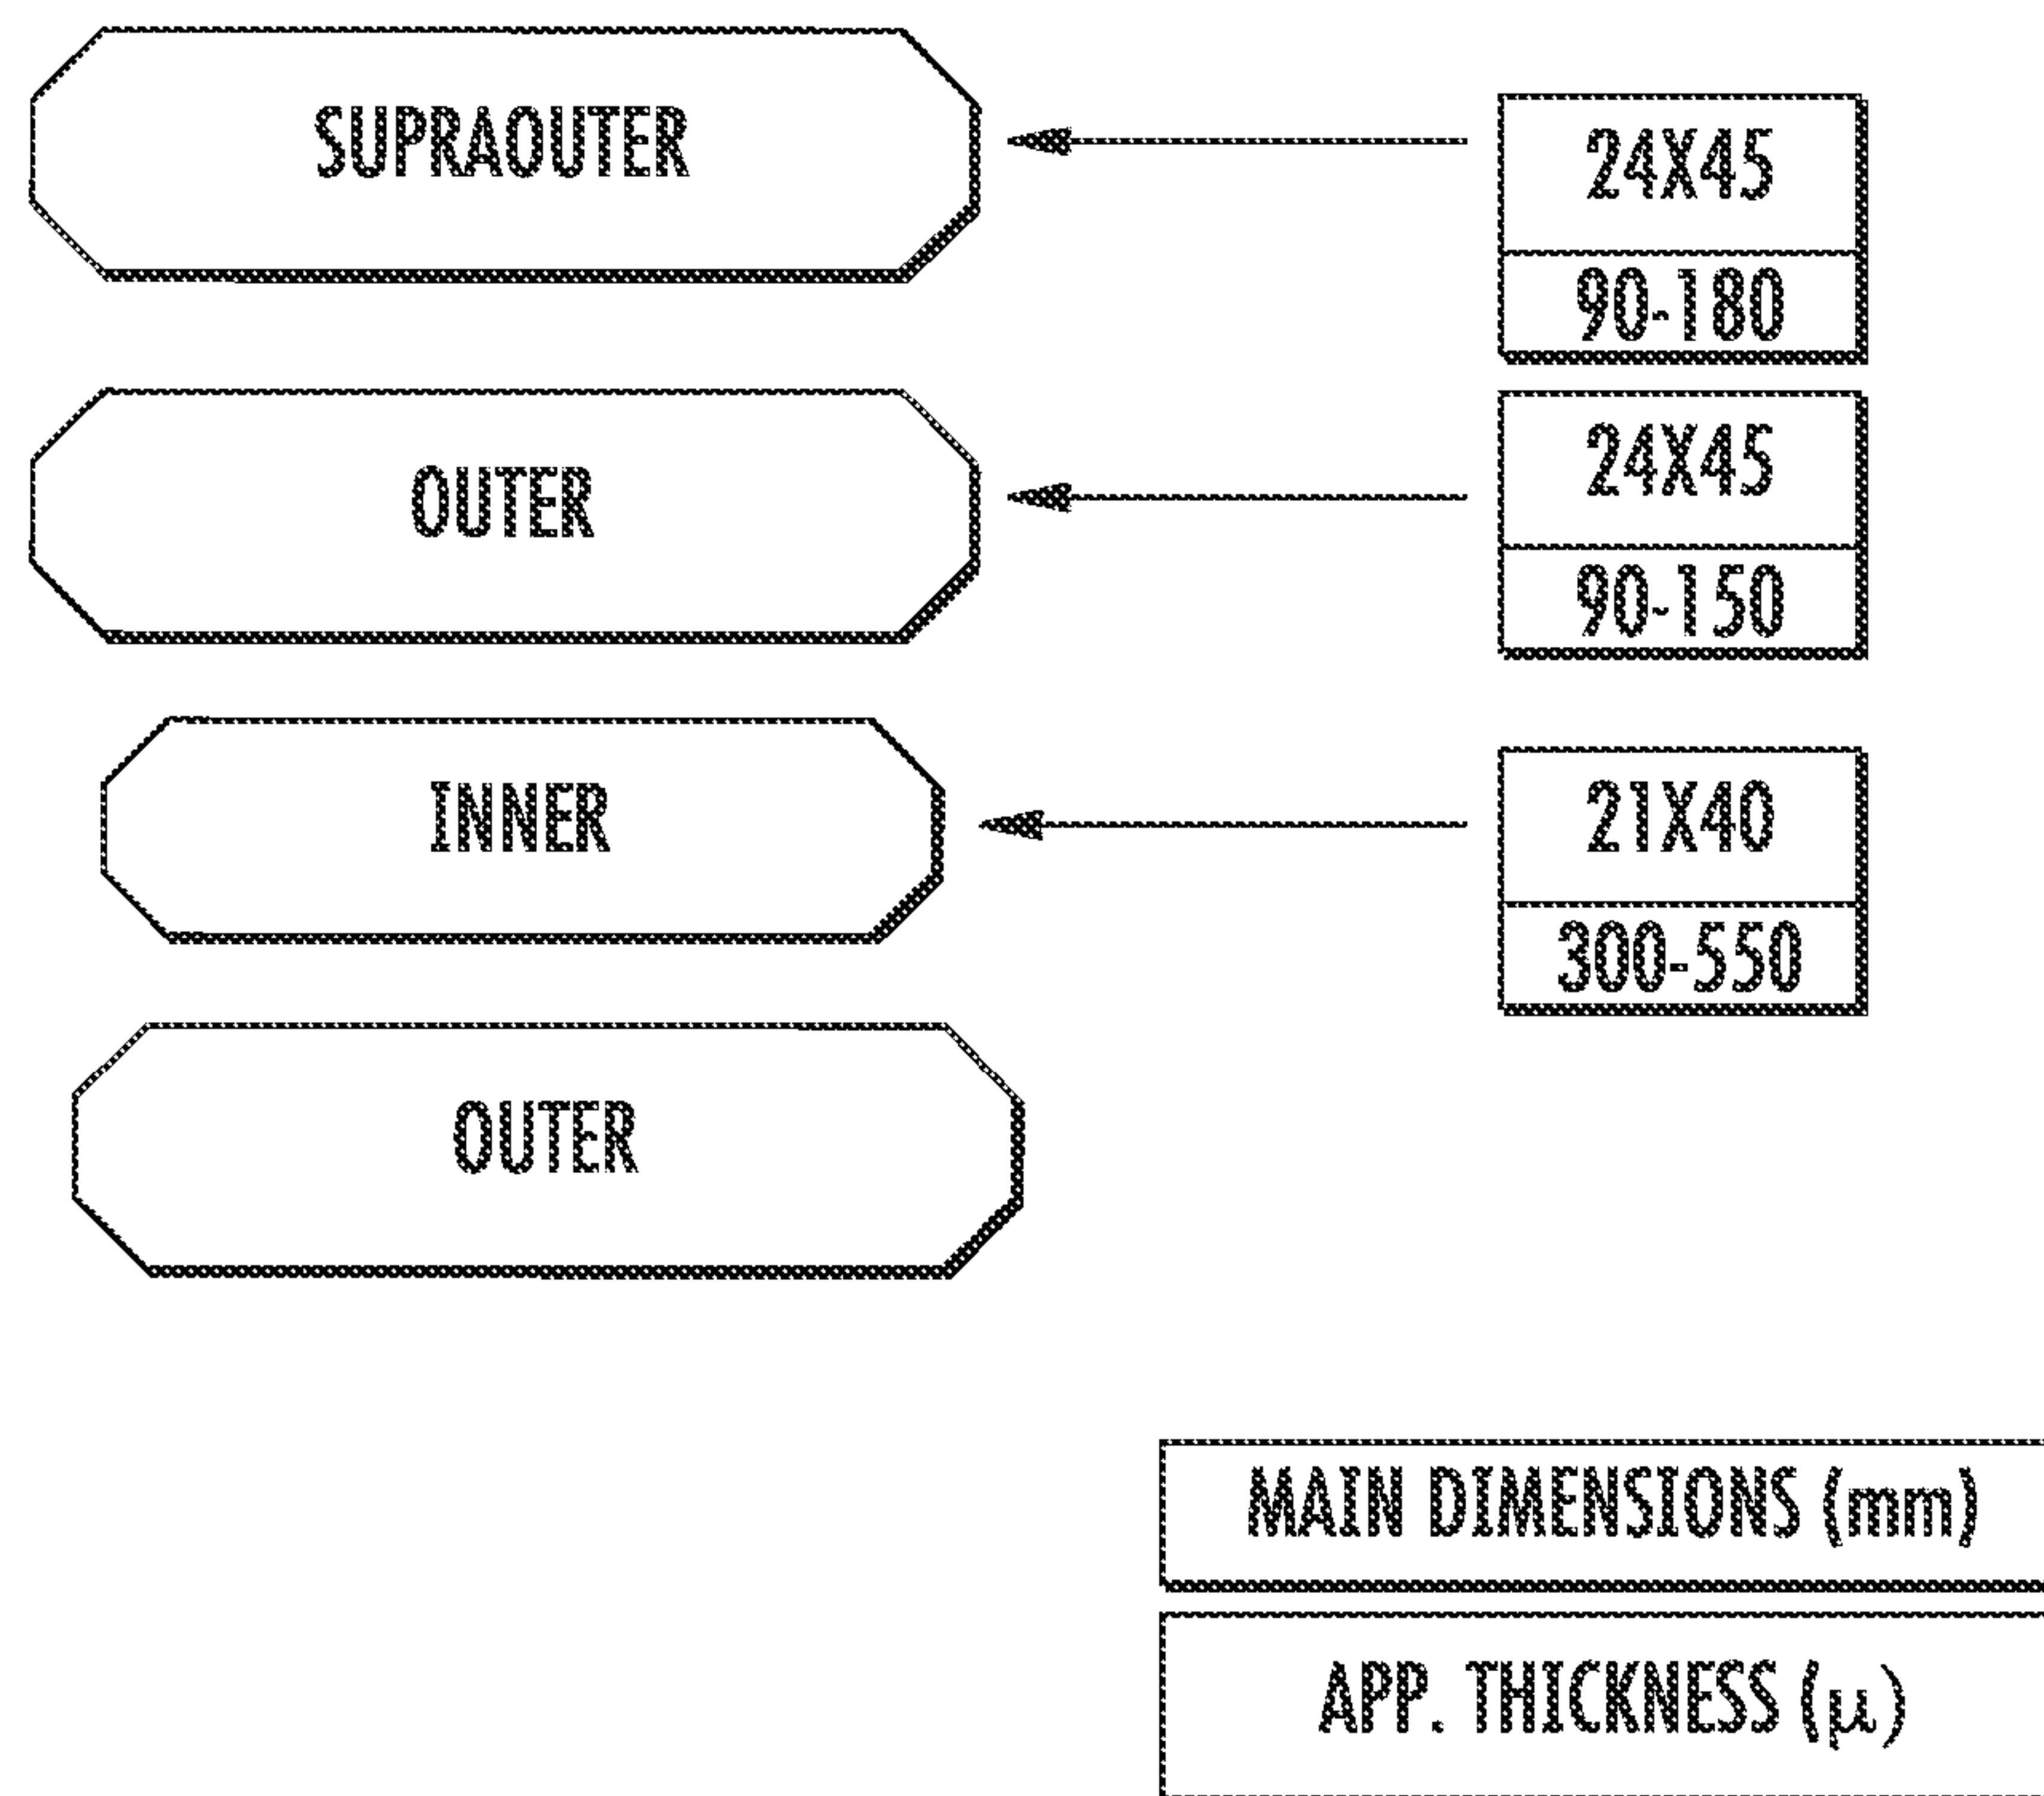 SUPRAOUTER
24X45
90-180
OUTER
24X45
90-150
INNER
21X40
300-550
OUTER
MAIN DIMENSIONS (mm)
APP. THICKNESS (μ)